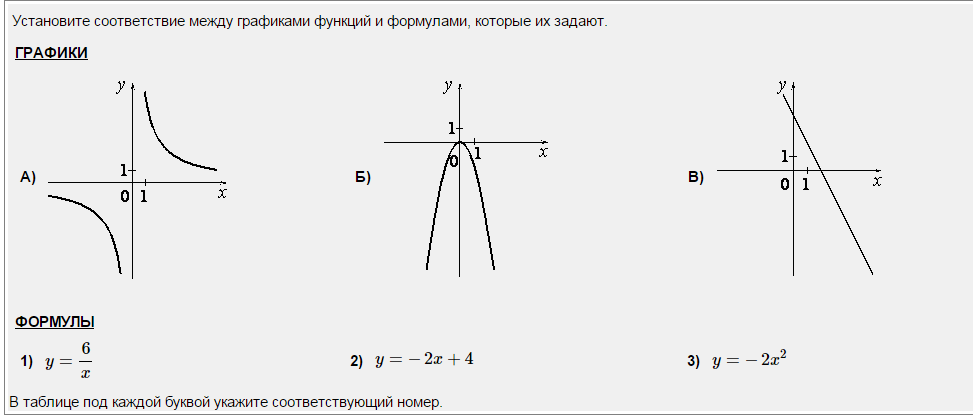 Установите соответствие между графиками функций и формулами, которые их задают.
ГРАФИКИ
А) y 1 0 1 x
Б) y 1 0 1 x
В) y 1 0 1 x
ФОРМУЛЫ
1) y = 6/x
2) y = −2x + 4
3) y = −2x²
В таблице под каждой буквой укажите соответствующий номер.